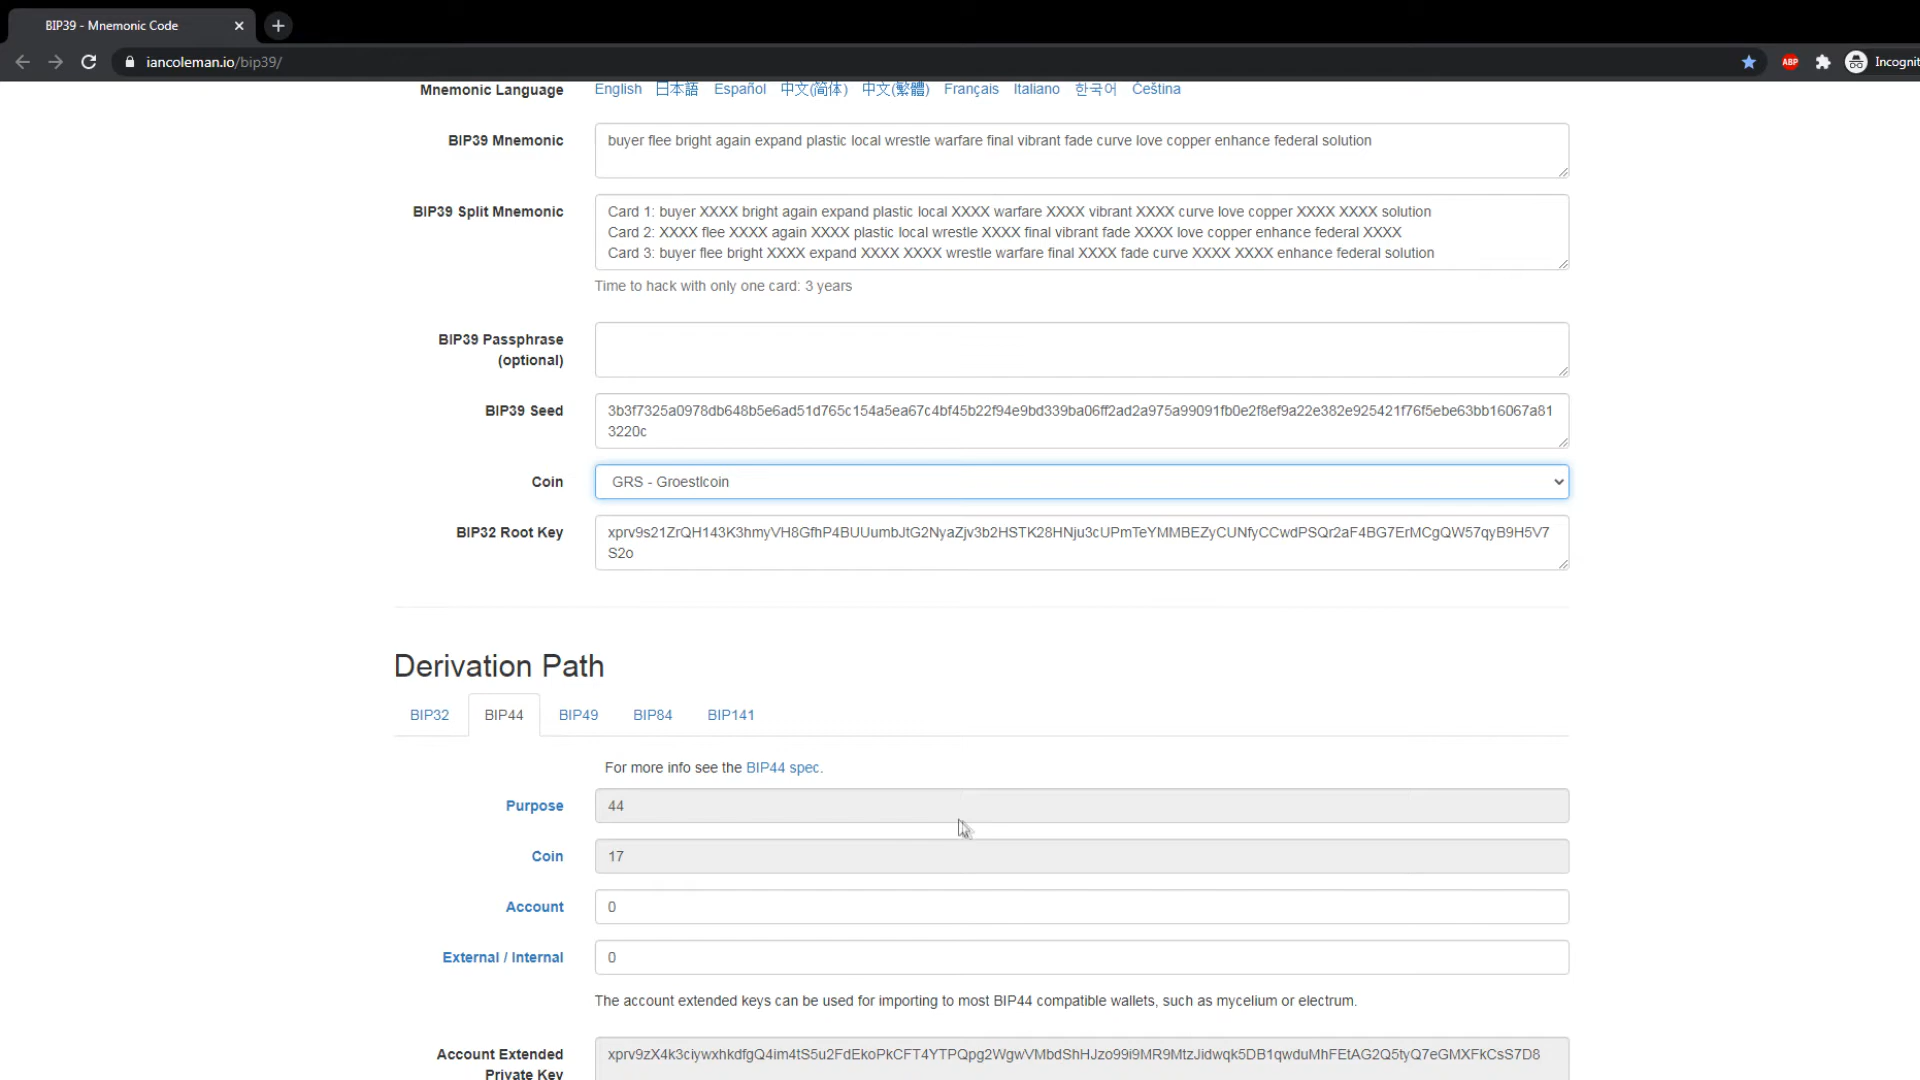 BIP39 - Mnemonic Code
iancoleman.io/bip39/
ABP
Incognit
Mnemonic Language
English 日本語 Español 中文(简体) 中文(繁體) Français Italiano 한국어 Čeština
BIP39 Mnemonic
buyer flee bright again expand plastic local wrestle warfare final vibrant fade curve love copper enhance federal solution
BIP39 Split Mnemonic
Card 1: buyer XXXX bright again expand plastic local XXXX warfare XXXX vibrant XXXX curve love copper XXXX XXXX solution
Card 2: XXXX flee XXXX again XXXX plastic local wrestle XXXX final vibrant fade XXXX love copper enhance federal XXXX
Card 3: buyer flee bright XXXX expand XXXX XXXX wrestle warfare final XXXX fade curve XXXX XXXX enhance federal solution
Time to hack with only one card: 3 years
BIP39 Passphrase
(optional)
BIP39 Seed
3b3f7325a0978db648b5e6ad51d765c154a5ea67c4bf45b22f94e9bd339ba06ff2ad2a975a99091fb0e2f8ef9a22e382e925421f76f5ebe63bb16067a81
3220c
Coin
GRS - Groestlcoin
BIP32 Root Key
xprv9s21ZrQH143K3hmyVH8GfhP4BUUumbJtG2NyaZjv3b2HSTK28HNju3cUPmTeYMMBEZyCUNfyCCwdPSQr2aF4BG7ErMCgQW57qyB9H5V7
S2o
Derivation Path
BIP32 BIP44 BIP49 BIP84 BIP141
For more info see the BIP44 spec.
Purpose
44
Coin
17
Account
0
External / Internal
0
The account extended keys can be used for importing to most BIP44 compatible wallets, such as mycelium or electrum.
Account Extended
Private Key
xprv9zX4k3ciywxhkdfgQ4im4tS5u2FdEkoPkCFT4YTPQpg2WgwVMbdShHJzo99i9MR9MtzJidwqk5DB1qwduMhFEtAG2Q5tyQ7eGMXFkCsS7D8